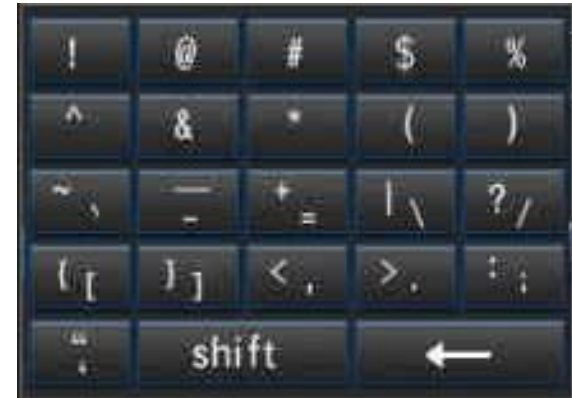 ! @ # $ %
^ & * ( )
~ ` _ - + = | \ ? /
{ [ } ] < , > . : ;
" ' shift ←